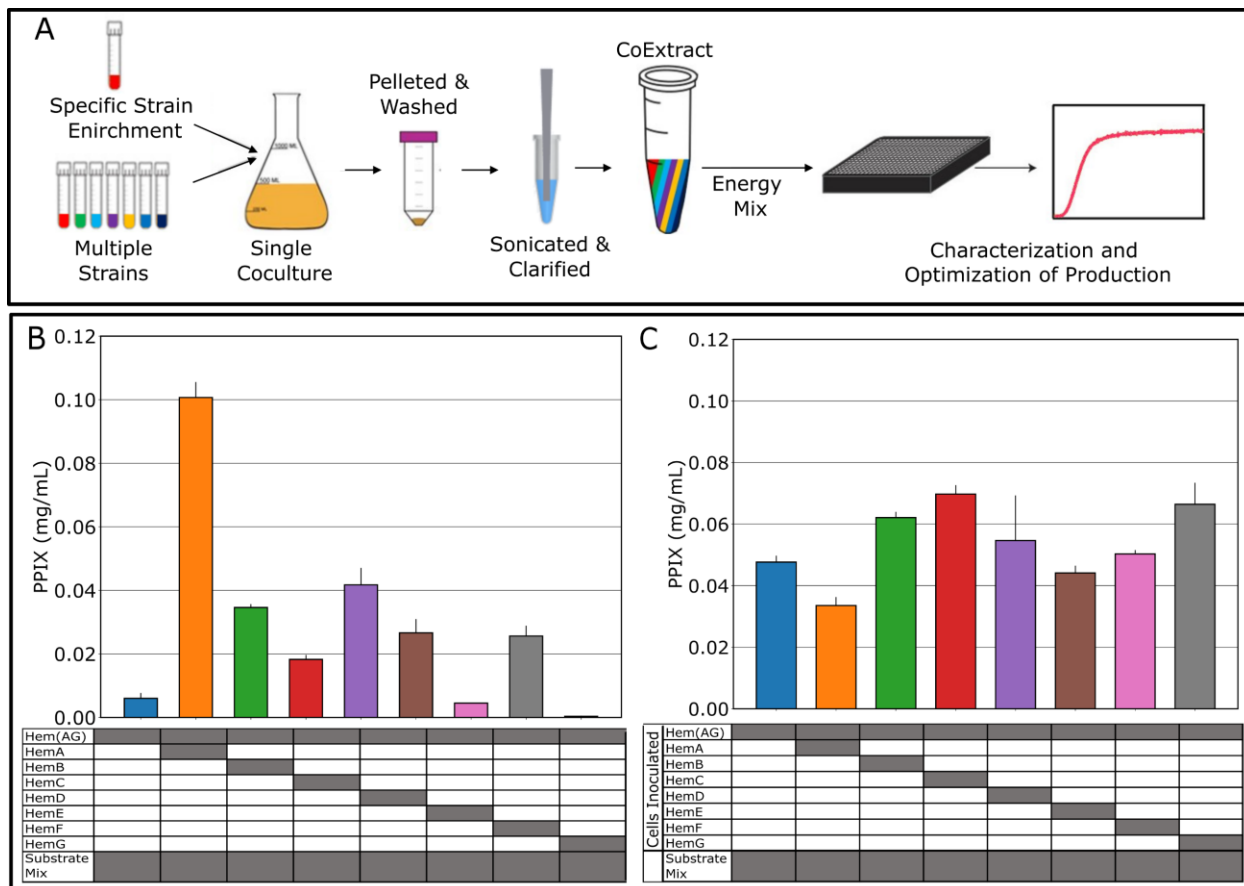 A
Specific Strain
Enirchment
Multiple
Strains
1000 ML
Single
Coculture
Pelleted &
Washed
Sonicated &
Clarified
CoExtract
Energy
Mix
Characterization and
Optimization of Production
B
PPIX (mg/mL)
0.12
0.10
0.08
0.06
0.04
0.02
0.00
Hem(AG)
HemA
HemB
HemC
HemD
HemE
HemF
HemG
Substrate
Mix
C
PPIX (mg/mL)
0.12
0.10
0.08
0.06
0.04
0.02
0.00
Cells Inoculated
Hem(AG)
HemA
HemB
HemC
HemD
HemE
HemF
HemG
Substrate
Mix